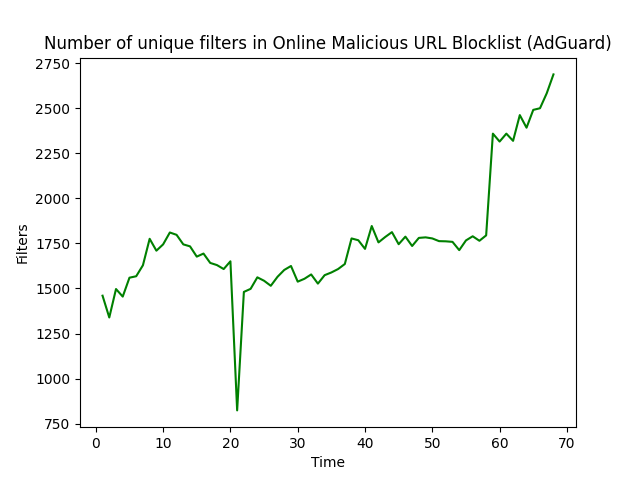 Number of unique filters in Online Malicious URL Blocklist (AdGuard)
2750
2500
2250
2000
1750
1500
1250
1000
750
Filters
0 10 20 30 40 50 60 70
Time